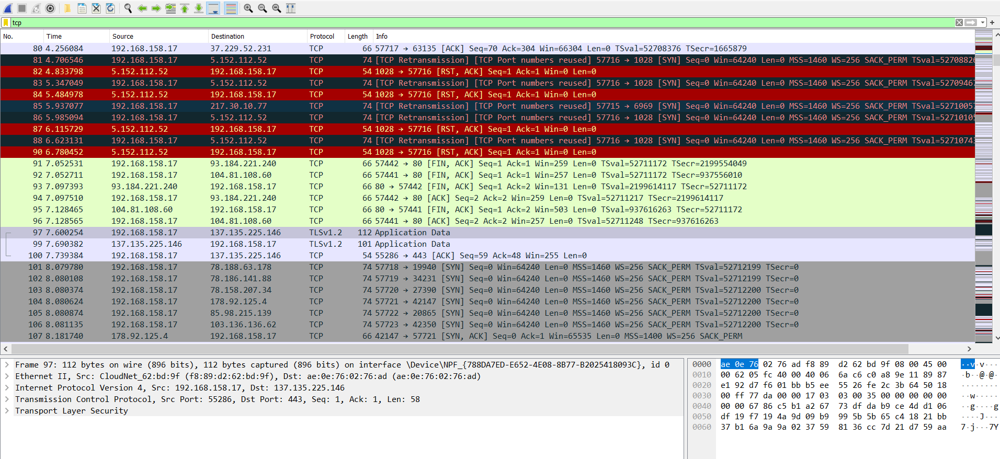 tcp
No. Time Source Destination Protocol Length Info
80 4.256084 192.168.158.17 37.229.52.231 TCP 66 57717 → 63135 [ACK] Seq=70 Ack=304 Win=66304 Len=0 TSval=52708376 TSecr=1665879
81 4.706546 192.168.158.17 5.152.112.52 TCP 74 [TCP Retransmission] [TCP Port numbers reused] 57716 → 1028 [SYN] Seq=0 Win=64240 Len=0 MSS=1460 WS=256 SACK_PERM
82 4.833798 5.152.112.52 192.168.158.17 TCP 54 1028 → 57716 [RST, ACK] Seq=1 Ack=1 Win=0 Len=0
83 5.347049 192.168.158.17 5.152.112.52 TCP 74 [TCP Retransmission] [TCP Port numbers reused] 57716 → 1028 [SYN] Seq=0 Win=64240 Len=0 MSS=1460 WS=256 SACK_PERM
84 5.484978 5.152.112.52 192.168.158.17 TCP 54 1028 → 57716 [RST, ACK] Seq=1 Ack=1 Win=0 Len=0
85 5.937077 192.168.158.17 217.30.10.77 TCP 74 [TCP Retransmission] [TCP Port numbers reused] 57715 → 6969 [SYN] Seq=0 Win=64240 Len=0 MSS=1460 WS=256 SACK_PERM
86 5.985094 192.168.158.17 5.152.112.52 TCP 74 [TCP Retransmission] [TCP Port numbers reused] 57716 → 1028 [SYN] Seq=0 Win=64240 Len=0 MSS=1460 WS=256 SACK_PERM
87 6.115729 5.152.112.52 192.168.158.17 TCP 54 1028 → 57716 [RST, ACK] Seq=1 Ack=1 Win=0 Len=0
88 6.623131 192.168.158.17 5.152.112.52 TCP 74 [TCP Retransmission] [TCP Port numbers reused] 57716 → 1028 [SYN] Seq=0 Win=64240 Len=0 MSS=1460 WS=256 SACK_PERM
90 6.780452 5.152.112.52 192.168.158.17 TCP 54 1028 → 57716 [RST, ACK] Seq=1 Ack=1 Win=0 Len=0
91 7.052531 192.168.158.17 93.184.221.240 TCP 66 57442 → 80 [FIN, ACK] Seq=1 Ack=1 Win=259 Len=0 TSval=52711172 TSecr=2199554049
92 7.052711 192.168.158.17 104.81.108.60 TCP 66 57441 → 80 [FIN, ACK] Seq=1 Ack=1 Win=257 Len=0 TSval=52711172 TSecr=937556010
93 7.097393 93.184.221.240 192.168.158.17 TCP 66 80 → 57442 [FIN, ACK] Seq=1 Ack=2 Win=131 Len=0 TSval=2199614117 TSecr=52711172
94 7.097510 192.168.158.17 93.184.221.240 TCP 66 57442 → 80 [ACK] Seq=2 Ack=2 Win=259 Len=0 TSval=52711217 TSecr=2199614117
95 7.128465 104.81.108.60 192.168.158.17 TCP 66 80 → 57441 [FIN, ACK] Seq=1 Ack=2 Win=503 Len=0 TSval=937616263 TSecr=52711172
96 7.128565 192.168.158.17 104.81.108.60 TCP 66 57441 → 80 [ACK] Seq=2 Ack=2 Win=257 Len=0 TSval=52711248 TSecr=937616263
97 7.600254 192.168.158.17 137.135.225.146 TLSv1.2 112 Application Data
99 7.690382 137.135.225.146 192.168.158.17 TLSv1.2 101 Application Data
100 7.739384 192.168.158.17 137.135.225.146 TCP 54 55286 → 443 [ACK] Seq=59 Ack=48 Win=255 Len=0
101 8.079780 192.168.158.17 78.188.63.178 TCP 74 57718 → 19940 [SYN] Seq=0 Win=64240 Len=0 MSS=1460 WS=256 SACK_PERM TSval=52712199 TSecr=0
102 8.080108 192.168.158.17 78.186.141.88 TCP 74 57719 → 34231 [SYN] Seq=0 Win=64240 Len=0 MSS=1460 WS=256 SACK_PERM TSval=52712199 TSecr=0
103 8.080374 192.168.158.17 78.158.207.34 TCP 74 57720 → 27390 [SYN] Seq=0 Win=64240 Len=0 MSS=1460 WS=256 SACK_PERM TSval=52712200 TSecr=0
104 8.080624 192.168.158.17 178.92.125.4 TCP 74 57721 → 42147 [SYN] Seq=0 Win=64240 Len=0 MSS=1460 WS=256 SACK_PERM TSval=52712200 TSecr=0
105 8.080874 192.168.158.17 85.98.215.139 TCP 74 57722 → 20865 [SYN] Seq=0 Win=64240 Len=0 MSS=1460 WS=256 SACK_PERM TSval=52712200 TSecr=0
106 8.081135 192.168.158.17 103.136.136.62 TCP 74 57723 → 42350 [SYN] Seq=0 Win=64240 Len=0 MSS=1460 WS=256 SACK_PERM TSval=52712200 TSecr=0
107 8.181740 178.92.125.4 192.168.158.17 TCP 66 42147 → 57721 [SYN, ACK] Seq=0 Ack=1 Win=65535 Len=0 MSS=1400 WS=256 SACK_PERM
Frame 97: 112 bytes on wire (896 bits), 112 bytes captured (896 bits) on interface \Device\NPF_{788DA7ED-E652-4E08-8B77-B2025418093C}, id 0
Ethernet II, Src: CloudNet_62:bd:9f (f8:89:d2:62:bd:9f), Dst: ae:0e:76:02:76:ad (ae:0e:76:02:76:ad)
Internet Protocol Version 4, Src: 192.168.158.17, Dst: 137.135.225.146
Transmission Control Protocol, Src Port: 55286, Dst Port: 443, Seq: 1, Ack: 1, Len: 58
Transport Layer Security
0000 ae 0e 76 02 76 ad f8 89 d2 62 bd 9f 08 00 45 00 ··v·v···
0010 00 62 05 fc 40 00 40 06 6a c6 c0 a8 9e 11 89 87 ·b··@·@·
0020 e1 92 d7 f6 01 bb b5 ee 55 26 fe 2c 3b 64 50 18 ········
0030 00 ff 77 da 00 00 17 03 03 00 35 00 00 00 00 00 ··w·····
0040 00 00 67 86 c5 b1 a2 67 73 df da b9 ce 4d d1 06 ··g····g
0050 df 19 f7 19 4a 9d 09 b9 99 5b 5b 65 c4 18 21 bb ····J···
0060 37 b1 6a 9a 9a 02 37 59 81 36 cc 7d 21 d7 59 aa 7·j···7Y